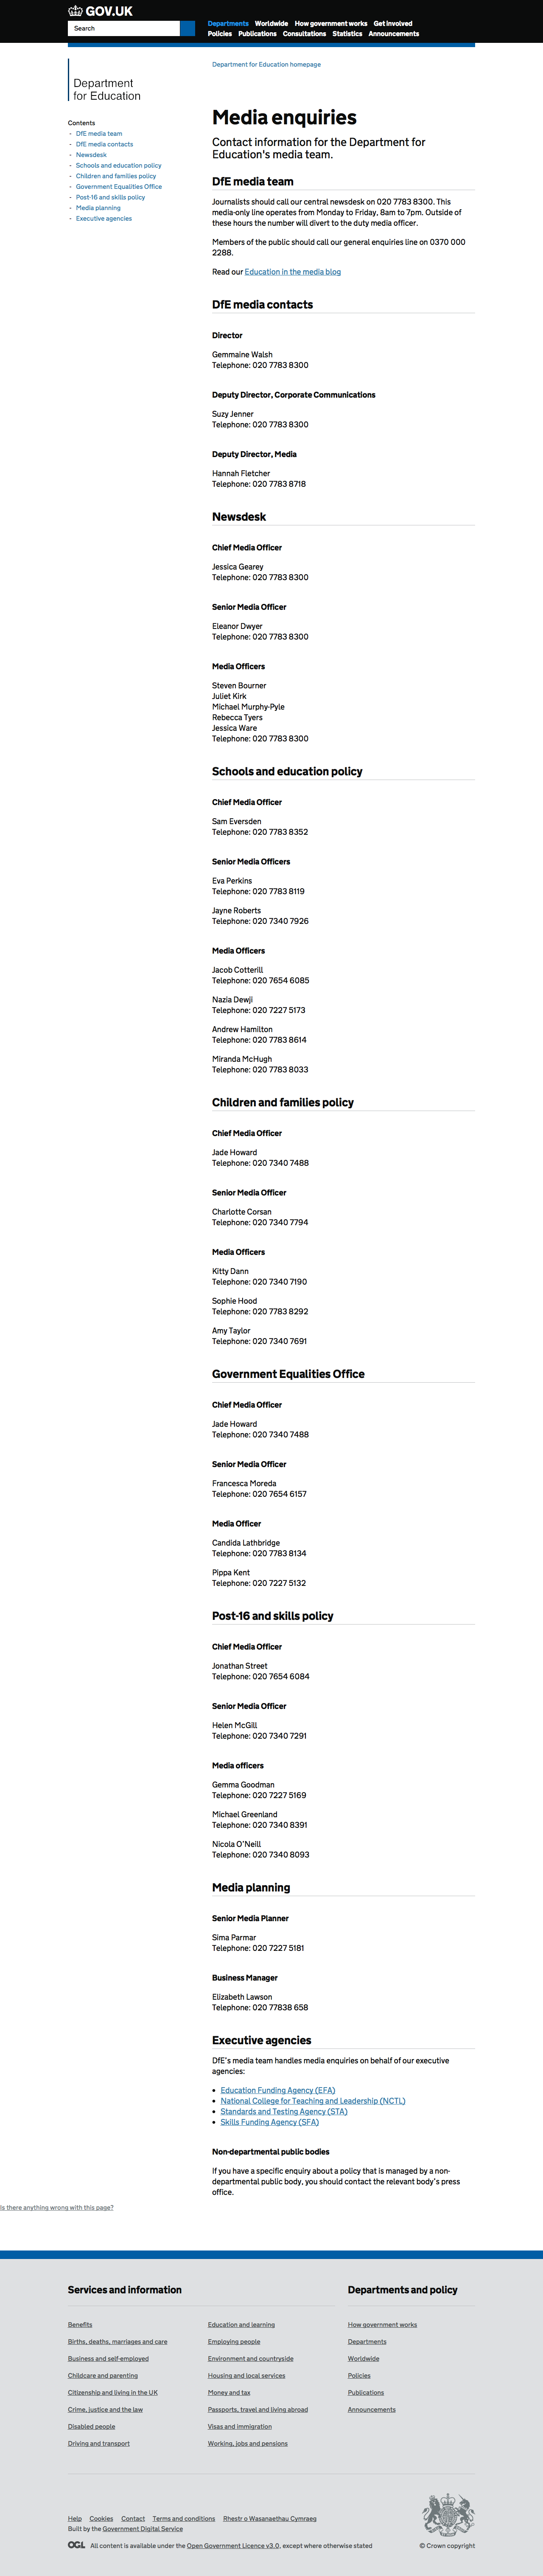 GOV.UK
Search
Departments Worldwide How government works Get involved
Policies Publications Consultations Statistics Announcements
Department for Education homepage
Department
for Education
Contents
- DfE media team
- DfE media contacts
- Newsdesk
- Schools and education policy
- Children and families policy
- Government Equalities Office
- Post-16 and skills policy
- Media planning
- Executive agencies
Media enquiries
Contact information for the Department for
Education's media team.
DfE media team
Journalists should call our central newsdesk on 020 7783 8300. This
media-only line operates from Monday to Friday, 8am to 7pm. Outside of
these hours the number will divert to the duty media officer.
Members of the public should call our general enquiries line on 0370 000
2288.
Read our Education in the media blog
DfE media contacts
Director
Gemmaine Walsh
Telephone: 020 7783 8300
Deputy Director, Corporate Communications
Suzy Jenner
Telephone: 020 7783 8300
Deputy Director, Media
Hannah Fletcher
Telephone: 020 7783 8718
Newsdesk
Chief Media Officer
Jessica Gearey
Telephone: 020 7783 8300
Senior Media Officer
Eleanor Dwyer
Telephone: 020 7783 8300
Media Officers
Steven Bourner
Juliet Kirk
Michael Murphy-Pyle
Rebecca Tyers
Jessica Ware
Telephone: 020 7783 8300
Schools and education policy
Chief Media Officer
Sam Eversden
Telephone: 020 7783 8352
Senior Media Officers
Eva Perkins
Telephone: 020 7783 8119
Jayne Roberts
Telephone: 020 7340 7926
Media Officers
Jacob Cotterill
Telephone: 020 7654 6085
Nazia Dewji
Telephone: 020 7227 5173
Andrew Hamilton
Telephone: 020 7783 8614
Miranda McHugh
Telephone: 020 7783 8033
Children and families policy
Chief Media Officer
Jade Howard
Telephone: 020 7340 7488
Senior Media Officer
Charlotte Corsan
Telephone: 020 7340 7794
Media Officers
Kitty Dann
Telephone: 020 7340 7190
Sophie Hood
Telephone: 020 7783 8292
Amy Taylor
Telephone: 020 7340 7691
Government Equalities Office
Chief Media Officer
Jade Howard
Telephone: 020 7340 7488
Senior Media Officer
Francesca Moreda
Telephone: 020 7654 6157
Media Officer
Candida Lathbridge
Telephone: 020 7783 8134
Pippa Kent
Telephone: 020 7227 5132
Post-16 and skills policy
Chief Media Officer
Jonathan Street
Telephone: 020 7654 6084
Senior Media Officer
Helen McGill
Telephone: 020 7340 7291
Media officers
Gemma Goodman
Telephone: 020 7227 5169
Michael Greenland
Telephone: 020 7340 8391
Nicola O'Neill
Telephone: 020 7340 8093
Media planning
Senior Media Planner
Sima Parmar
Telephone: 020 7227 5181
Business Manager
Elizabeth Lawson
Telephone: 020 77838 658
Executive agencies
DfE's media team handles media enquiries on behalf of our executive
agencies:
• Education Funding Agency (EFA)
• National College for Teaching and Leadership (NCTL)
• Standards and Testing Agency (STA)
• Skills Funding Agency (SFA)
Non-departmental public bodies
If you have a specific enquiry about a policy that is managed by a non-
departmental public body, you should contact the relevant body's press
office.
Is there anything wrong with this page?
Services and information
Benefits
Births, deaths, marriages and care
Business and self-employed
Childcare and parenting
Citizenship and living in the UK
Crime, justice and the law
Disabled people
Driving and transport
Education and learning
Employing people
Environment and countryside
Housing and local services
Money and tax
Passports, travel and living abroad
Visas and immigration
Working, jobs and pensions
Departments and policy
How government works
Departments
Worldwide
Policies
Publications
Announcements
Help Cookies Contact Terms and conditions Rhestr o Wasanaethau Cymraeg
Built by the Government Digital Service
OGL All content is available under the Open Government Licence v3.0, except where otherwise stated
© Crown copyright